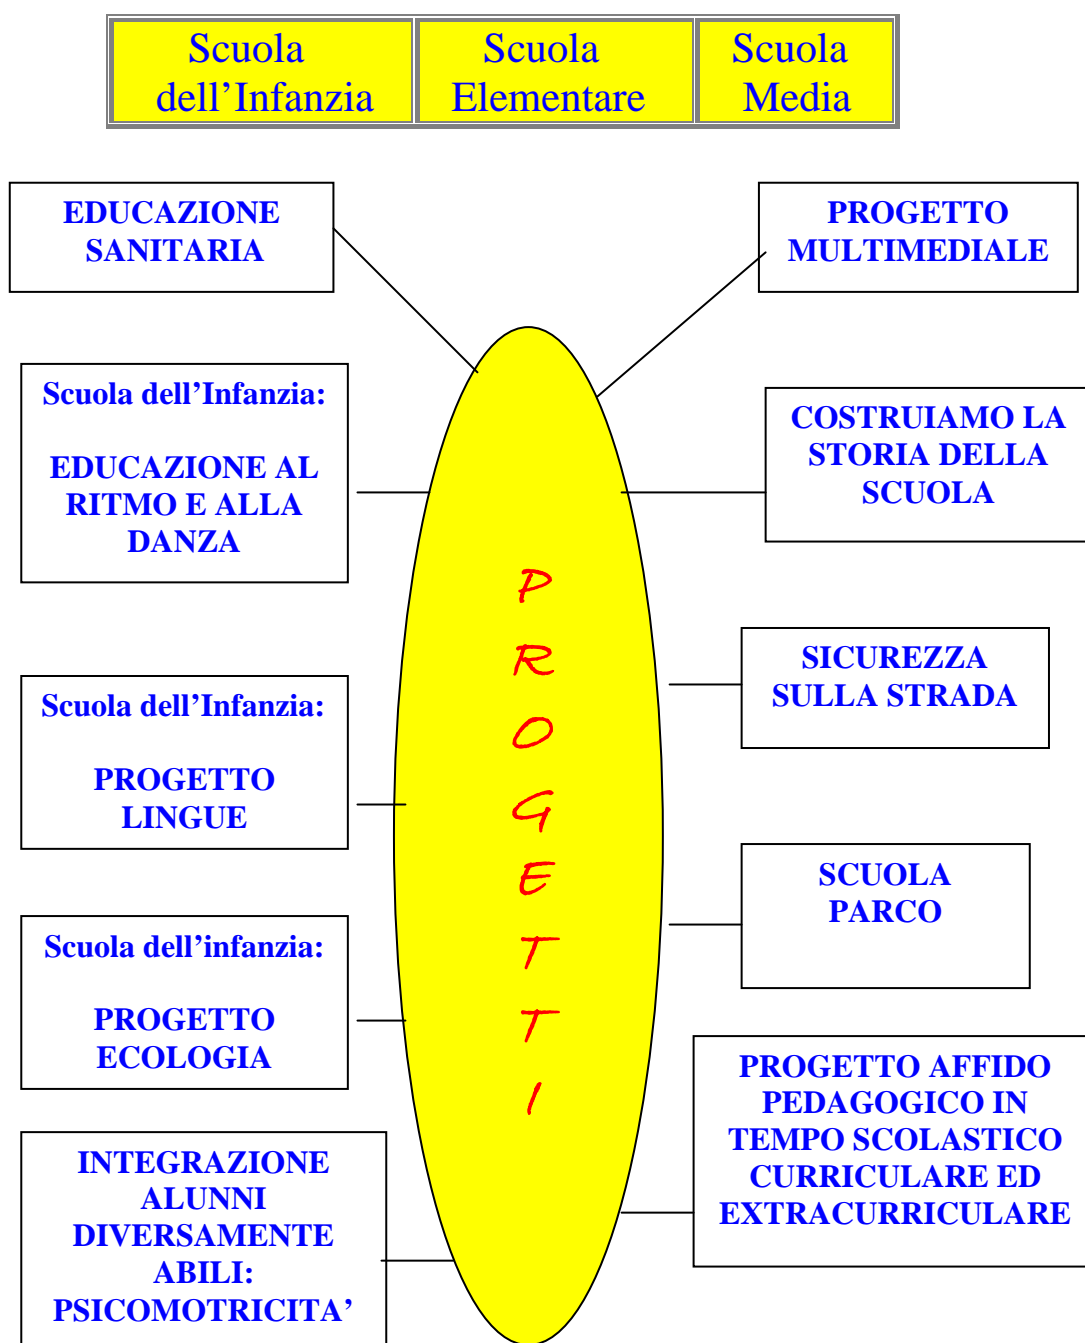 Scuola dell’Infanzia
Scuola Elementare
Scuola Media
EDUCAZIONE
SANITARIA
PROGETTO
MULTIMEDIALE
Scuola dell’Infanzia:
EDUCAZIONE AL
RITMO E ALLA
DANZA
COSTRUIAMO LA
STORIA DELLA
SCUOLA
Scuola dell’Infanzia:
PROGETTO
LINGUE
SICUREZZA
SULLA STRADA
Scuola dell’infanzia:
PROGETTO
ECOLOGIA
SCUOLA
PARCO
INTEGRAZIONE
ALUNNI
DIVERSAMENTE
ABILI:
PSICOMOTRICITA’
PROGETTO AFFIDO
PEDAGOGICO IN
TEMPO SCOLASTICO
CURRICULARE ED
EXTRACURRICULARE
P
R
O
G
E
T
T
I